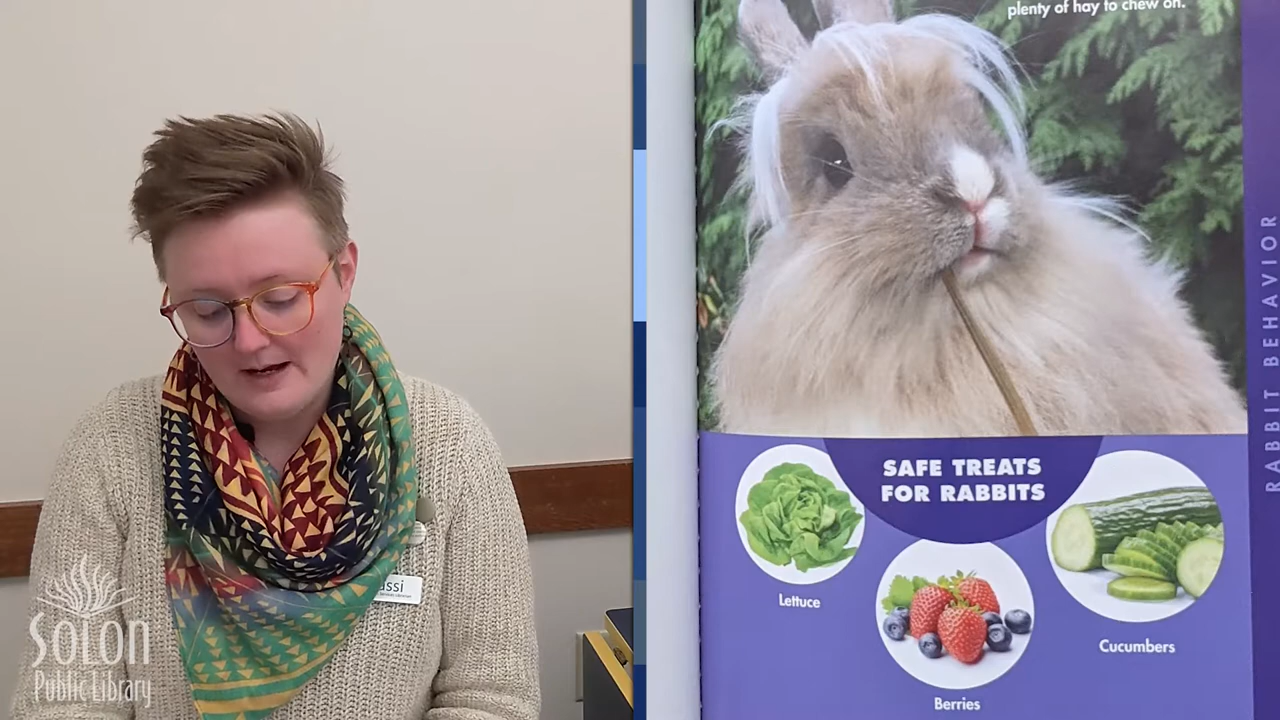 plenty of hay to chew on.
RABBIT BEHAVIOR
SAFE TREATS
FOR RABBITS
Lettuce
Berries
Cucumbers
SOLON
Public Library